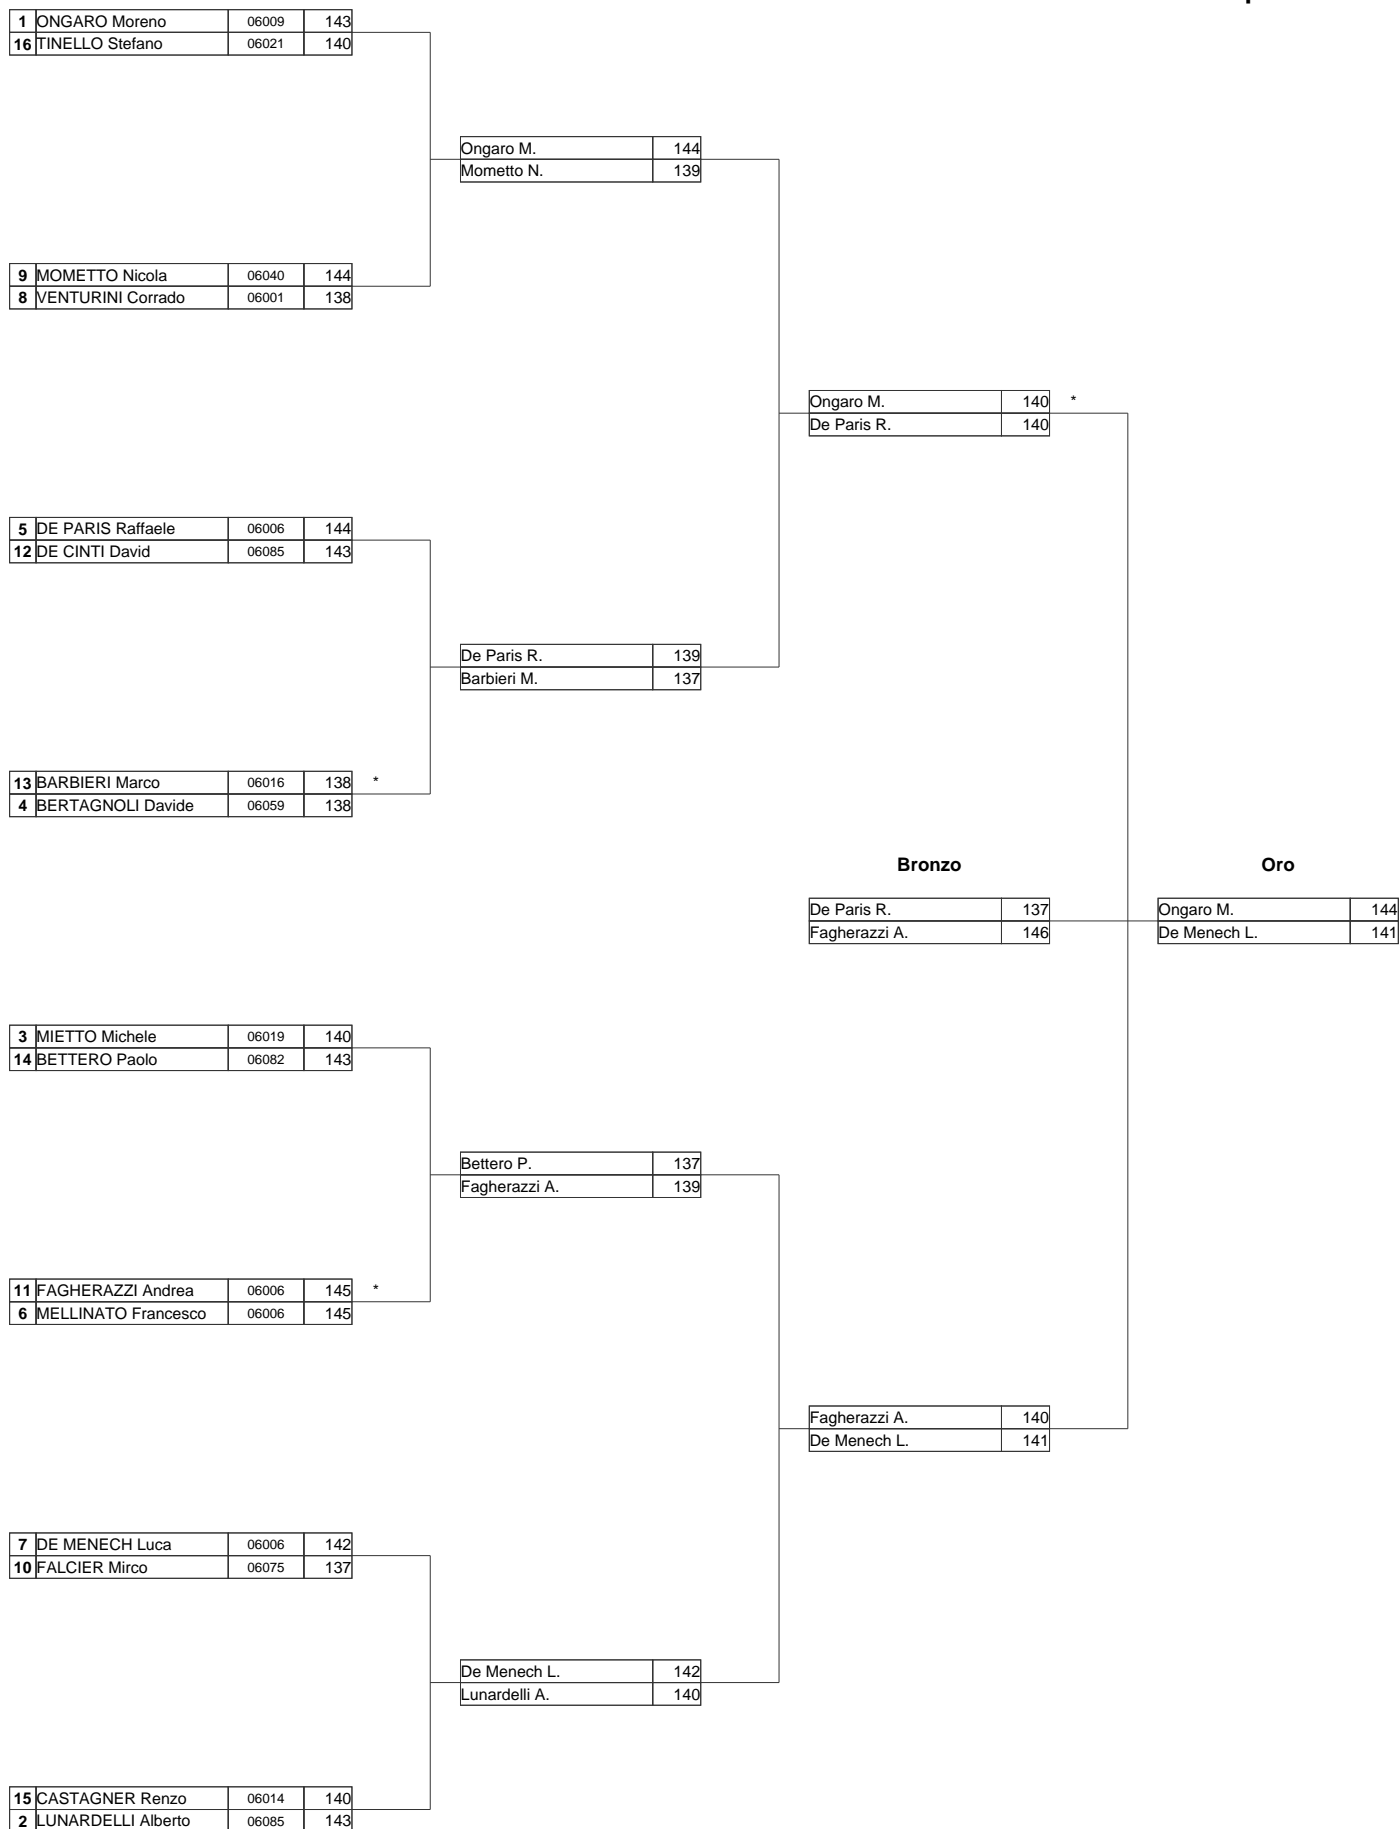 1 ONGARO Moreno 06009 143
16 TINELLO Stefano 06021 140
Ongaro M. 144
Mometto N. 139
9 MOMETTO Nicola 06040 144
8 VENTURINI Corrado 06001 138
Ongaro M. 140 *
De Paris R. 140
5 DE PARIS Raffaele 06006 144
12 DE CINTI David 06085 143
De Paris R. 139
Barbieri M. 137
13 BARBIERI Marco 06016 138 *
4 BERTAGNOLI Davide 06059 138
Bronzo Oro
De Paris R. 137 Ongaro M. 144
Fagherazzi A. 146 De Menech L. 141
3 MIETTO Michele 06019 140
14 BETTERO Paolo 06082 143
Bettero P. 137
Fagherazzi A. 139
11 FAGHERAZZI Andrea 06006 145 *
6 MELLINATO Francesco 06006 145
Fagherazzi A. 140
De Menech L. 141
7 DE MENECH Luca 06006 142
10 FALCIER Mirco 06075 137
De Menech L. 142
Lunardelli A. 140
15 CASTAGNER Renzo 06014 140
2 LUNARDELLI Alberto 06085 143